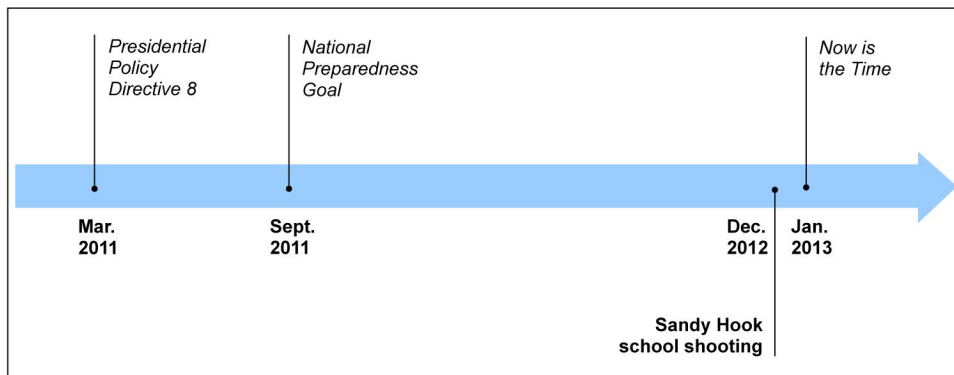 Presidential
Policy
Directive 8
National
Preparedness
Goal
Now is
the Time
Mar.
2011
Sept.
2011
Dec.
2012
Jan.
2013
Sandy Hook
school shooting